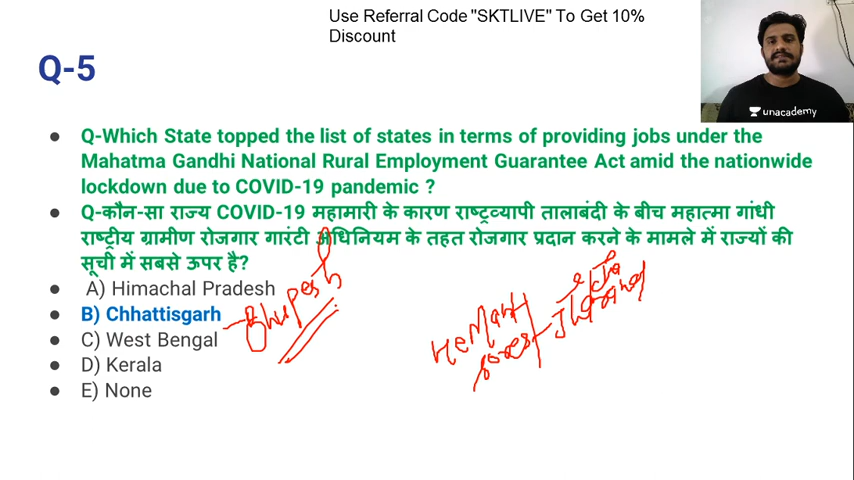 Use Referral Code "SKTLIVE" To Get 10%
Discount
Q-5
unacademy
Q-Which State topped the list of states in terms of providing jobs under the
Mahatma Gandhi National Rural Employment Guarantee Act amid the nationwide
lockdown due to COVID-19 pandemic ?
Q-कौन-सा राज्य COVID-19 महामारी के कारण राष्ट्रव्यापी तालाबंदी के बीच महात्मा गांधी
राष्ट्रीय ग्रामीण रोजगार गारंटी अधिनियम के तहत रोजगार प्रदान करने के मामले में राज्यों की
सूची में सबसे ऊपर है?
A) Himachal Pradesh
B) Chhattisgarh
C) West Bengal
D) Kerala
E) None
Bhupesh
HeMant